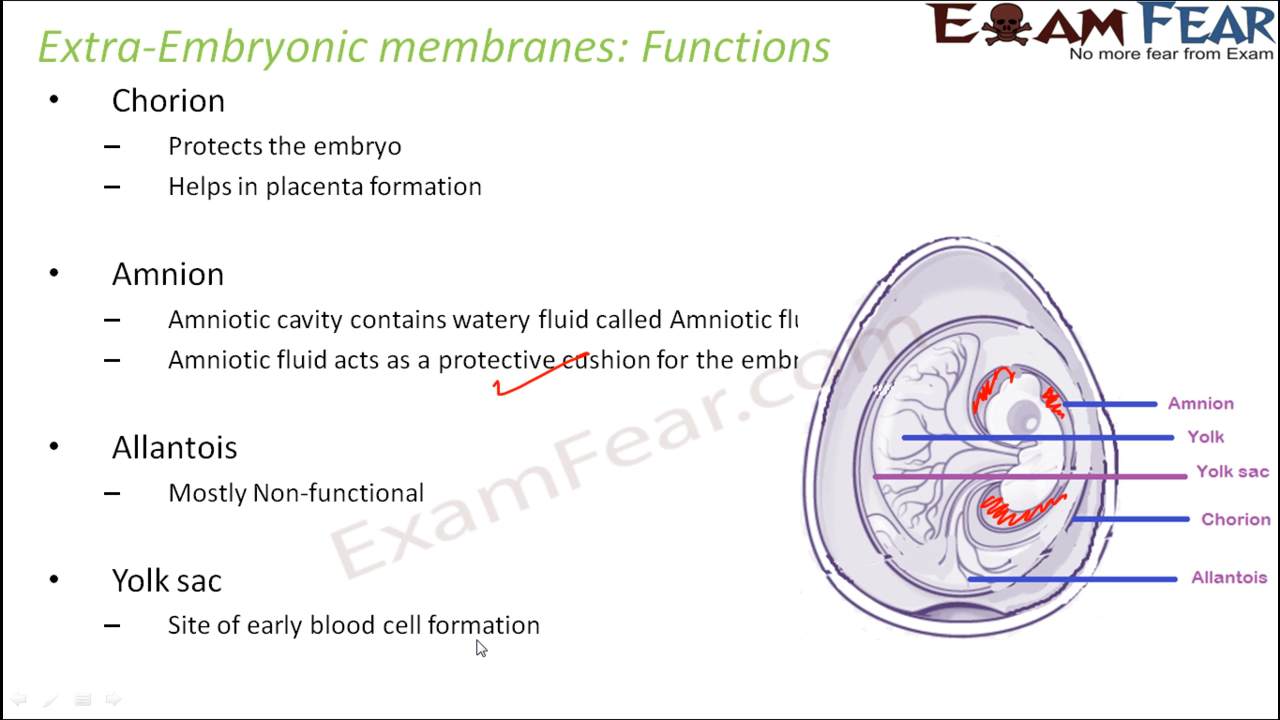 Extra-Embryonic membranes: Functions
EXAM FEAR
No more fear from Exam
• Chorion
– Protects the embryo
– Helps in placenta formation
• Amnion
– Amniotic cavity contains watery fluid called Amniotic flu
– Amniotic fluid acts as a protective cushion for the embr
• Allantois
– Mostly Non-functional
• Yolk sac
– Site of early blood cell formation
Amnion
Yolk
Yolk sac
Chorion
Allantois
ExamFear.com